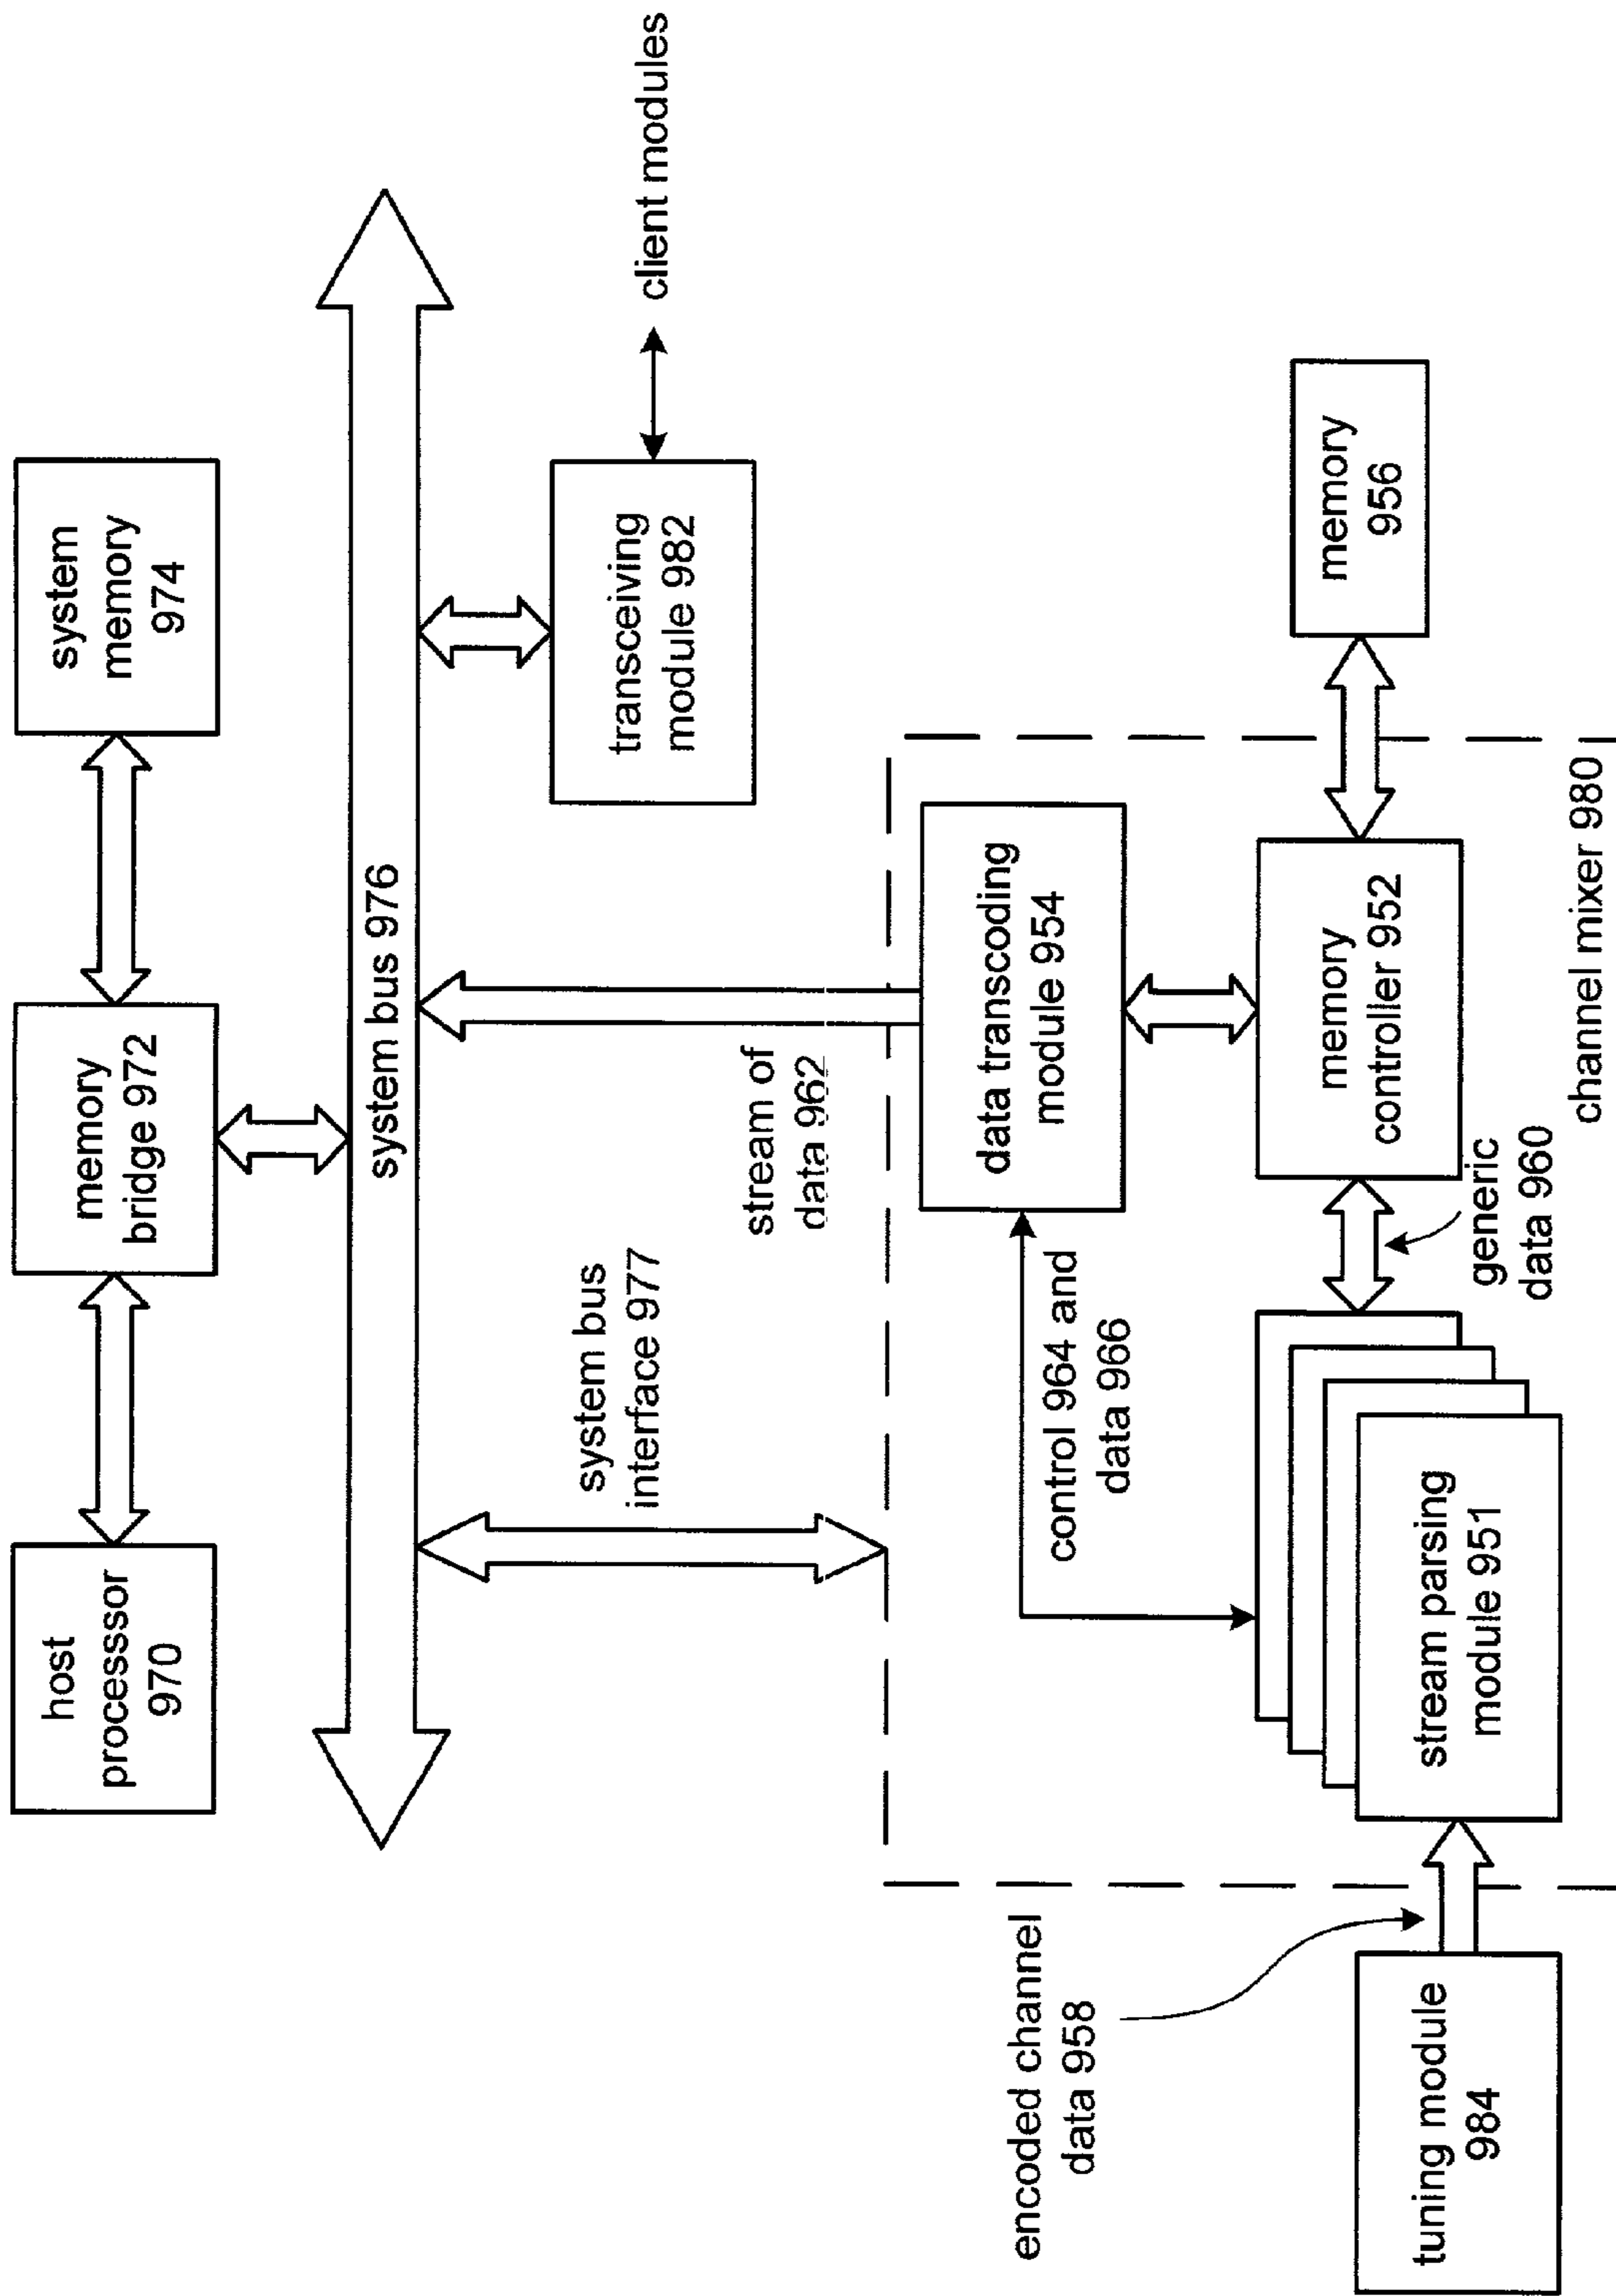 host
processor
970
memory
bridge 972
system
memory
974
system bus 976
system bus
interface 977
stream of
data 962
transceiving
module 982
client modules
encoded channel
data 958
control 964 and
data 966
data transcoding
module 954
tuning module
984
stream parsing
module 951
generic
data 960
memory
controller 952
memory
956
channel mixer 980